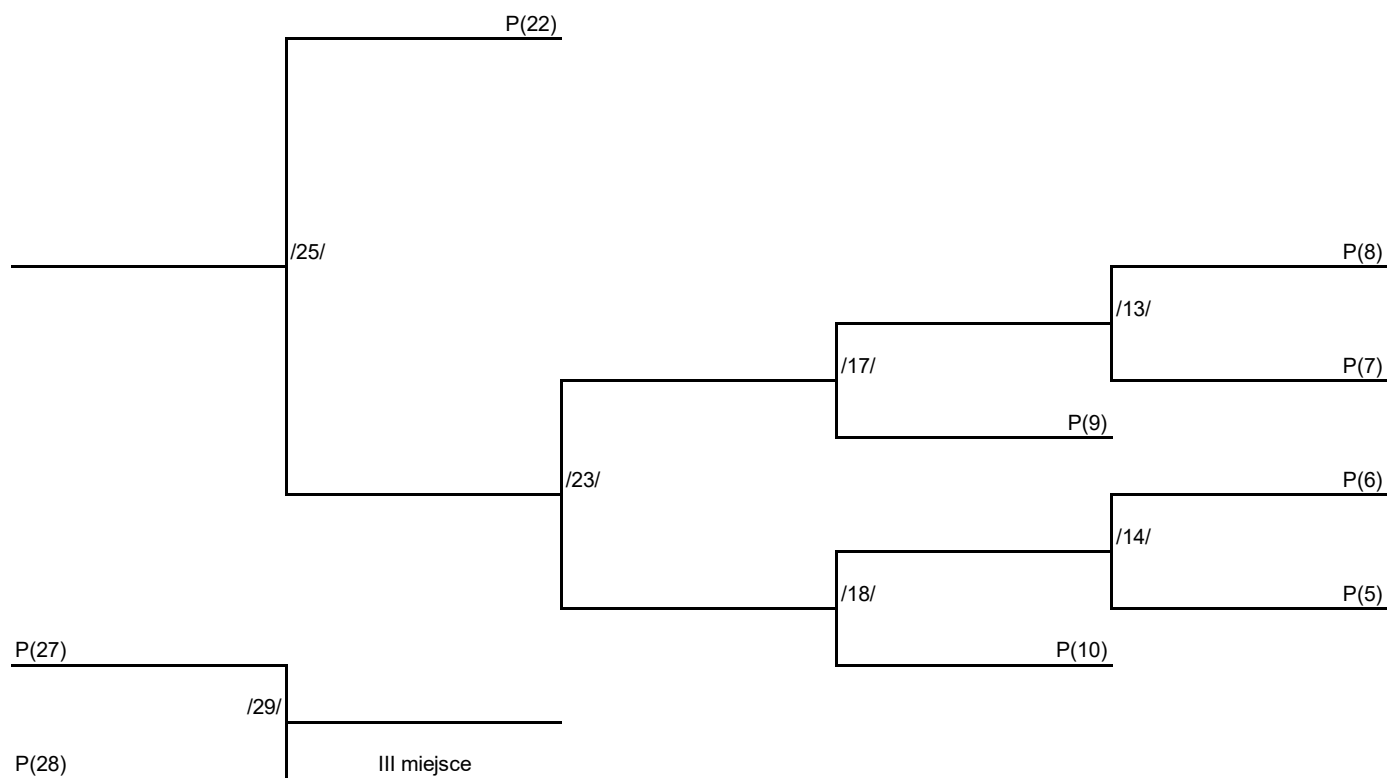 P(22)
/25/
P(8)
/13/
/17/
P(7)
P(9)
/23/
P(6)
/14/
/18/
P(5)
P(27)
P(10)
/29/
P(28)
III miejsce